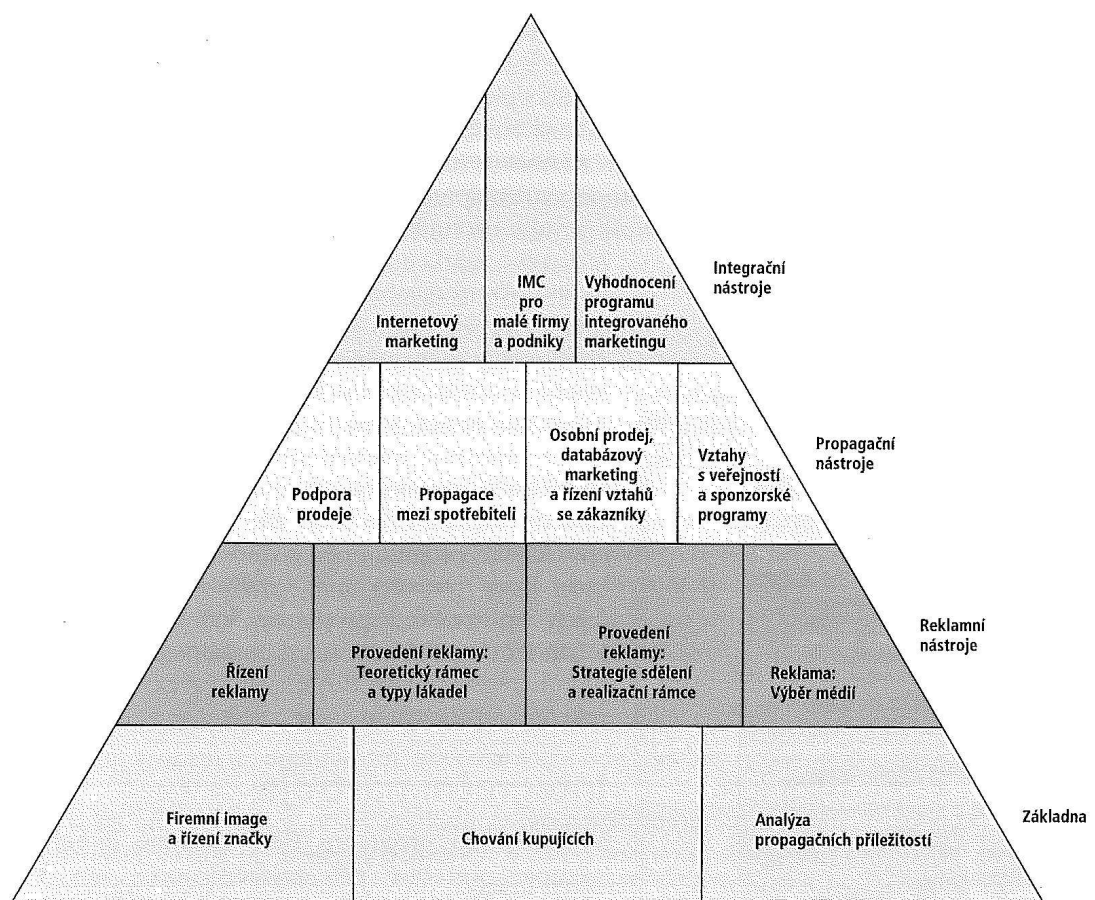 Internetový
marketing
IMC
pro
malé firmy
a podniky
Vyhodnocení
programu
integrovaného
marketingu
Integrační
nástroje
Podpora
prodeje
Propagace
mezi spotřebiteli
Osobní prodej,
databázový
marketing
a řízení vztahů
se zákazníky
Vztahy
s veřejností
a sponzorské
programy
Propagační
nástroje
Řízení
reklamy
Provedení reklamy:
Teoretický rámec
a typy lákadel
Provedení
reklamy:
Strategie sdělení
a realizační rámce
Reklama:
Výběr médií
Reklamní
nástroje
Firemní image
a řízení značky
Chování kupujících
Analýza
propagačních příležitostí
Základna